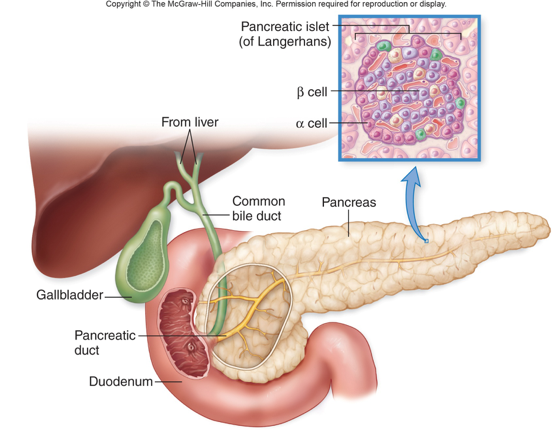 Copyright © The McGraw-Hill Companies, Inc. Permission required for reproduction or display.
Pancreatic islet
(of Langerhans)
β cell
α cell
From liver
Common
bile duct
Pancreas
Gallbladder
Pancreatic
duct
Duodenum